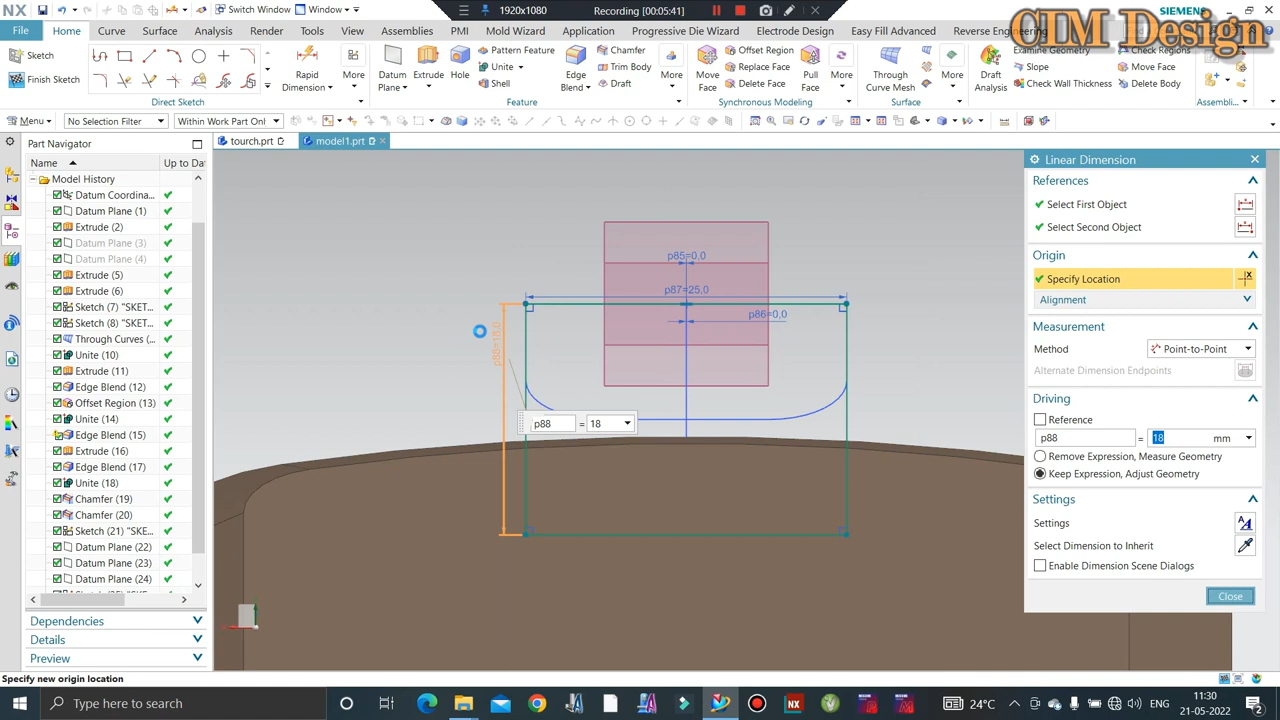 NX Switch Window Window 1920x1080 Recording [00:05:41] SIEMENS
CIM Design
File Home Curve Surface Analysis Render Tools View Assemblies PMI Mold Wizard Application Progressive Die Wizard Electrode Design Easy Fill Advanced Reverse Engineering
Sketch
Finish Sketch
Direct Sketch
Rapid Dimension
More
Datum Plane
Extrude
Hole
Pattern Feature
Unite
Shell
Edge Blend
Chamfer
Trim Body
Draft
More
Feature
Move Face
Offset Region
Replace Face
Delete Face
Pull Face
More
Synchronous Modeling
Through Curve Mesh
More
Surface
Draft Analysis
Examine Geometry
Slope
Check Wall Thickness
Check Regions
Move Face
Delete Body
Assembli...
Menu No Selection Filter Within Work Part Only
Part Navigator tourch.prt model1.prt
Name Up to Da
Model History
Datum Coordina...
Datum Plane (1)
Extrude (2)
Datum Plane (3)
Datum Plane (4)
Extrude (5)
Extrude (6)
Sketch (7) "SKET...
Sketch (8) "SKET...
Through Curves (...
Unite (10)
Extrude (11)
Edge Blend (12)
Offset Region (13)
Unite (14)
Edge Blend (15)
Extrude (16)
Edge Blend (17)
Unite (18)
Chamfer (19)
Chamfer (20)
Sketch (21) "SKE...
Datum Plane (22)
Datum Plane (23)
Datum Plane (24)
Dependencies
Details
Preview
p85=0,0
p87=25,0
p86=0,0
p88=18,0
p88 = 18
Linear Dimension
References
Select First Object
Select Second Object
Origin
Specify Location
Alignment
Measurement
Method Point-to-Point
Alternate Dimension Endpoints
Driving
Reference
p88 = 18 mm
Remove Expression, Measure Geometry
Keep Expression, Adjust Geometry
Settings
Settings
Select Dimension to Inherit
Enable Dimension Scene Dialogs
Close
Specify new origin location
Type here to search
24°C ENG 11:30
21-05-2022